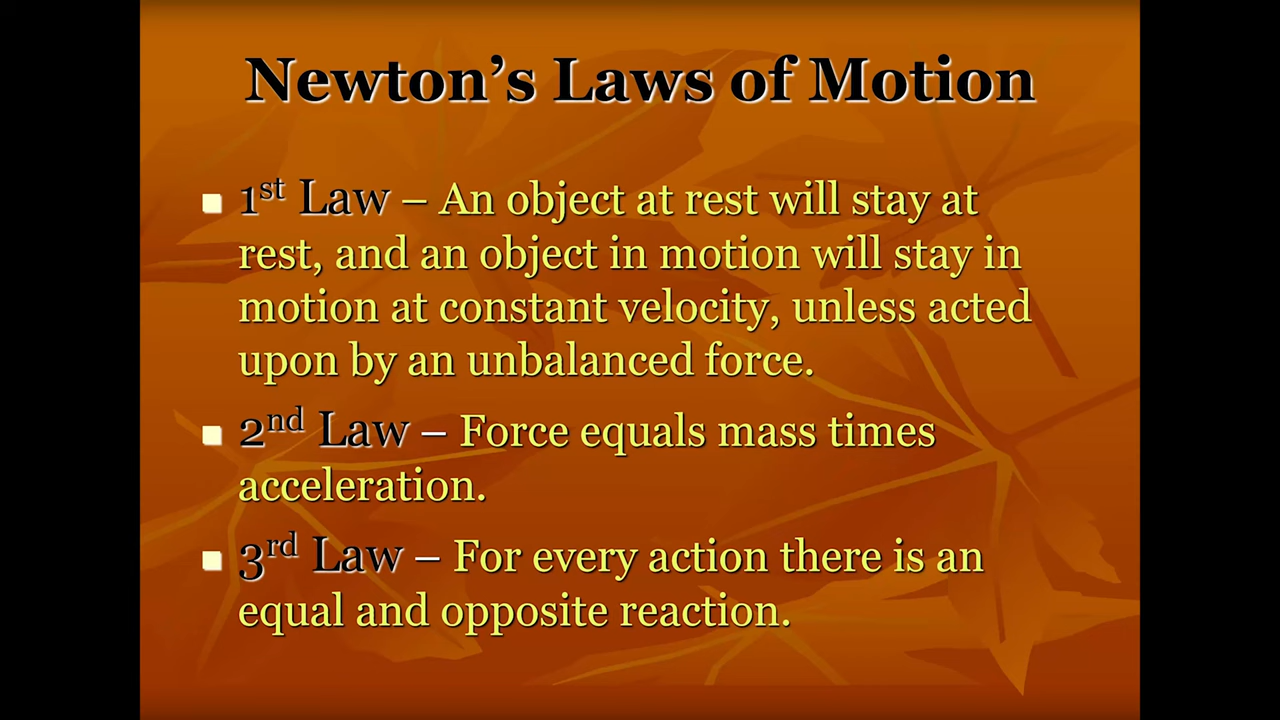 Newton’s Laws of Motion
1st Law – An object at rest will stay at
rest, and an object in motion will stay in
motion at constant velocity, unless acted
upon by an unbalanced force.
2nd Law – Force equals mass times
acceleration.
3rd Law – For every action there is an
equal and opposite reaction.